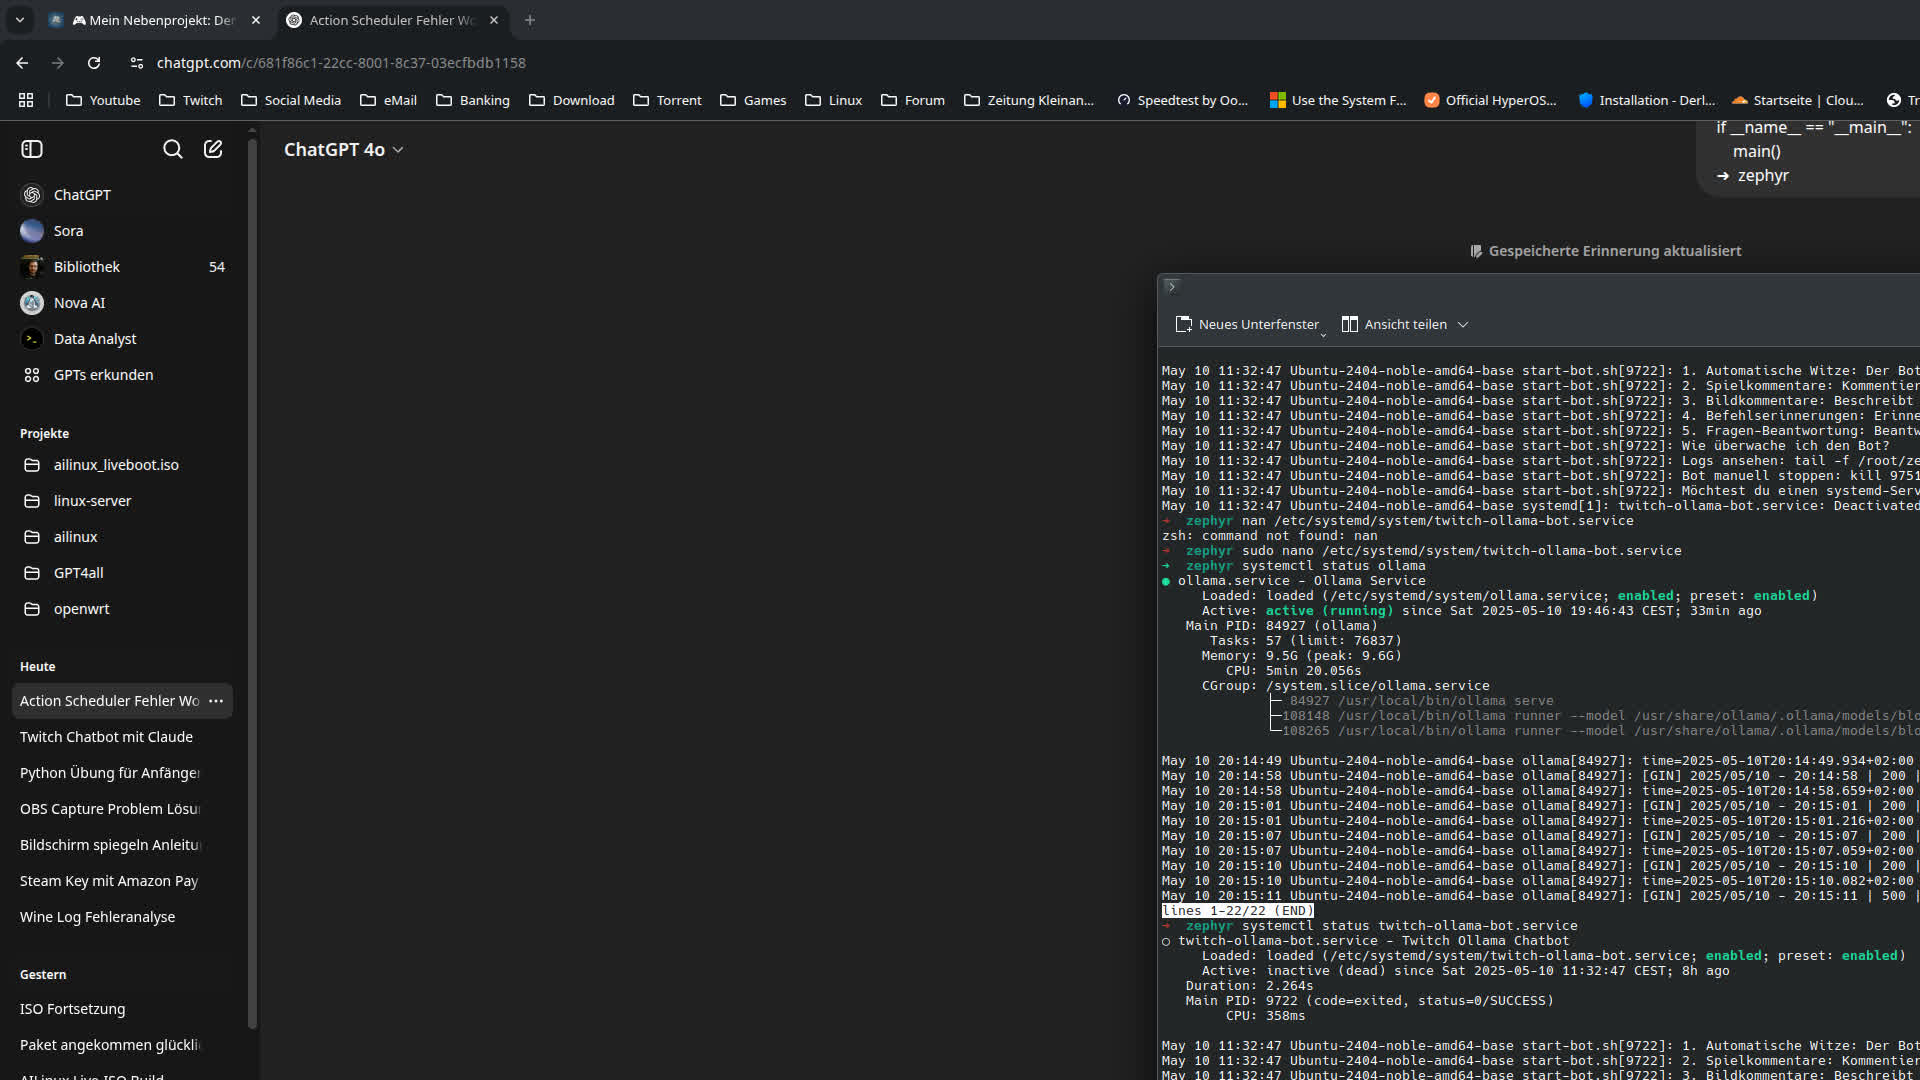 🎮 Mein Nebenprojekt: Der
Action Scheduler Fehler Wo
chatgpt.com/c/681f86c1-22cc-8001-8c37-03ecfbdb1158
Youtube
Twitch
Social Media
eMail
Banking
Download
Torrent
Games
Linux
Forum
Zeitung Kleinan...
Speedtest by Oo...
Use the System F...
Official HyperOS...
Installation - Derl...
Startseite | Clou...
ChatGPT
Sora
Bibliothek 54
Nova AI
Data Analyst
GPTs erkunden
Projekte
ailinux_liveboot.iso
linux-server
ailinux
GPT4all
openwrt
Heute
Action Scheduler Fehler Wo
Twitch Chatbot mit Claude
Python Übung für Anfänger
OBS Capture Problem Lösu
Bildschirm spiegeln Anleitu
Steam Key mit Amazon Pay
Wine Log Fehleranalyse
Gestern
ISO Fortsetzung
Paket angekommen glückli
AILinux Live ISO Build
ChatGPT 4o
if __name__ == "__main__":
main()
➜ zephyr
Gespeicherte Erinnerung aktualisiert
Neues Unterfenster
Ansicht teilen
May 10 11:32:47 Ubuntu-2404-noble-amd64-base start-bot.sh[9722]: 1. Automatische Witze: Der Bot
May 10 11:32:47 Ubuntu-2404-noble-amd64-base start-bot.sh[9722]: 2. Spielkommentare: Kommentier
May 10 11:32:47 Ubuntu-2404-noble-amd64-base start-bot.sh[9722]: 3. Bildkommentare: Beschreibt
May 10 11:32:47 Ubuntu-2404-noble-amd64-base start-bot.sh[9722]: 4. Befehlserinnerungen: Erinne
May 10 11:32:47 Ubuntu-2404-noble-amd64-base start-bot.sh[9722]: 5. Fragen-Beantwortung: Beantw
May 10 11:32:47 Ubuntu-2404-noble-amd64-base start-bot.sh[9722]: Wie überwache ich den Bot?
May 10 11:32:47 Ubuntu-2404-noble-amd64-base start-bot.sh[9722]: Logs ansehen: tail -f /root/ze
May 10 11:32:47 Ubuntu-2404-noble-amd64-base start-bot.sh[9722]: Bot manuell stoppen: kill 9751
May 10 11:32:47 Ubuntu-2404-noble-amd64-base start-bot.sh[9722]: Möchtest du einen systemd-Serv
May 10 11:32:47 Ubuntu-2404-noble-amd64-base systemd[1]: twitch-ollama-bot.service: Deactivated
➜ zephyr nan /etc/systemd/system/twitch-ollama-bot.service
zsh: command not found: nan
➜ zephyr sudo nano /etc/systemd/system/twitch-ollama-bot.service
➜ zephyr systemctl status ollama
● ollama.service - Ollama Service
Loaded: loaded (/etc/systemd/system/ollama.service; enabled; preset: enabled)
Active: active (running) since Sat 2025-05-10 19:46:43 CEST; 33min ago
Main PID: 84927 (ollama)
Tasks: 57 (limit: 76837)
Memory: 9.5G (peak: 9.6G)
CPU: 5min 20.056s
CGroup: /system.slice/ollama.service
├─ 84927 /usr/local/bin/ollama serve
├─108148 /usr/local/bin/ollama runner --model /usr/share/ollama/.ollama/models/blo
└─108265 /usr/local/bin/ollama runner --model /usr/share/ollama/.ollama/models/blo
May 10 20:14:49 Ubuntu-2404-noble-amd64-base ollama[84927]: time=2025-05-10T20:14:49.934+02:00
May 10 20:14:58 Ubuntu-2404-noble-amd64-base ollama[84927]: [GIN] 2025/05/10 - 20:14:58 | 200 |
May 10 20:14:58 Ubuntu-2404-noble-amd64-base ollama[84927]: time=2025-05-10T20:14:58.659+02:00
May 10 20:15:01 Ubuntu-2404-noble-amd64-base ollama[84927]: [GIN] 2025/05/10 - 20:15:01 | 200 |
May 10 20:15:01 Ubuntu-2404-noble-amd64-base ollama[84927]: time=2025-05-10T20:15:01.216+02:00
May 10 20:15:07 Ubuntu-2404-noble-amd64-base ollama[84927]: [GIN] 2025/05/10 - 20:15:07 | 200 |
May 10 20:15:07 Ubuntu-2404-noble-amd64-base ollama[84927]: time=2025-05-10T20:15:07.059+02:00
May 10 20:15:10 Ubuntu-2404-noble-amd64-base ollama[84927]: [GIN] 2025/05/10 - 20:15:10 | 200 |
May 10 20:15:10 Ubuntu-2404-noble-amd64-base ollama[84927]: time=2025-05-10T20:15:10.082+02:00
May 10 20:15:11 Ubuntu-2404-noble-amd64-base ollama[84927]: [GIN] 2025/05/10 - 20:15:11 | 500 |
lines 1-22/22 (END)
➜ zephyr systemctl status twitch-ollama-bot.service
○ twitch-ollama-bot.service - Twitch Ollama Chatbot
Loaded: loaded (/etc/systemd/system/twitch-ollama-bot.service; enabled; preset: enabled)
Active: inactive (dead) since Sat 2025-05-10 11:32:47 CEST; 8h ago
Duration: 2.264s
Main PID: 9722 (code=exited, status=0/SUCCESS)
CPU: 358ms
May 10 11:32:47 Ubuntu-2404-noble-amd64-base start-bot.sh[9722]: 1. Automatische Witze: Der Bot
May 10 11:32:47 Ubuntu-2404-noble-amd64-base start-bot.sh[9722]: 2. Spielkommentare: Kommentier
May 10 11:32:47 Ubuntu-2404-noble-amd64-base start-bot.sh[9722]: 3. Bildkommentare: Beschreibt